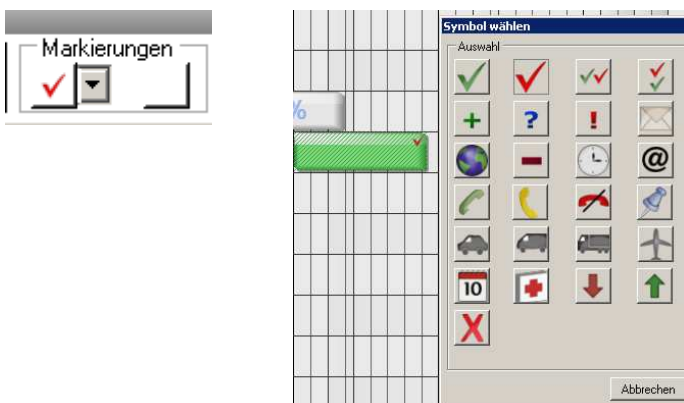 Markierungen
%
Symbol wählen
Auswahl
+ ? !
@
10
Abbrechen